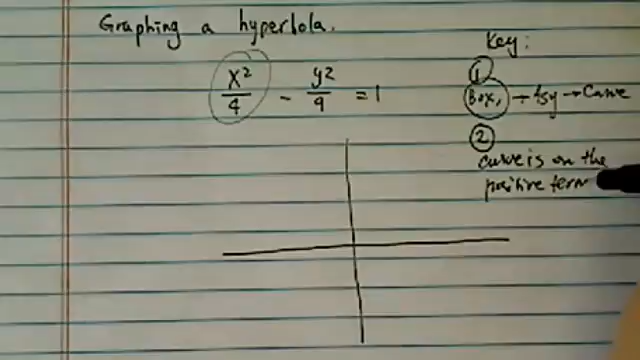 Graphing a hyperbola.
x²/4 - y²/9 = 1
Key:
①
Box, → Asy → Curve
②
curve is on the
positive term